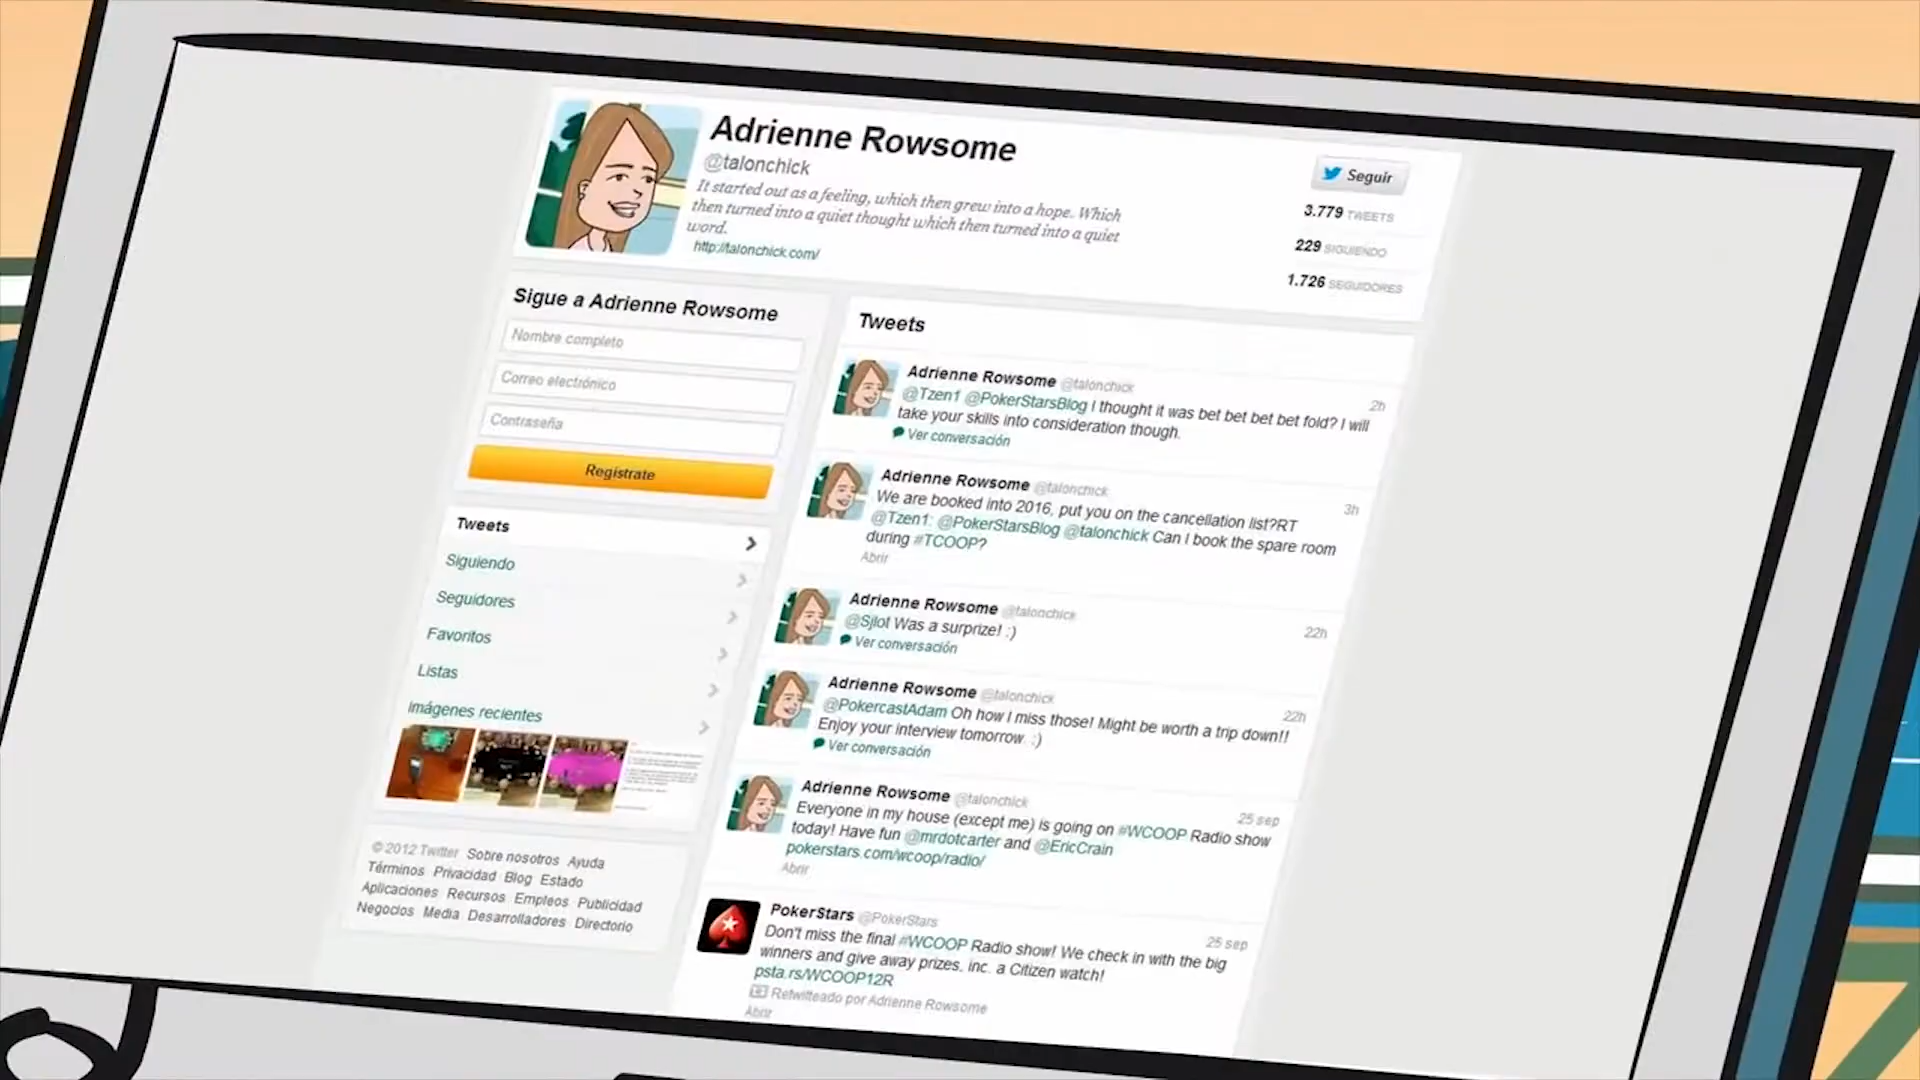 Adrienne Rowsome
@talonchick
It started out as a feeling, which then grew into a hope. Which
then turned into a quiet thought which then turned into a quiet
word.
http://talonchick.com/
Seguir
3.779 TWEETS
229 SIGUIENDO
1.726 SEGUIDORES
Sigue a Adrienne Rowsome
Nombre completo
Correo electrónico
Contraseña
Regístrate
Tweets
Siguiendo
Seguidores
Favoritos
Listas
imágenes recientes
© 2012 Twitter Sobre nosotros Ayuda
Términos Privacidad Blog Estado
Aplicaciones Recursos Empleos Publicidad
Negocios Media Desarrolladores Directorio
Tweets
Adrienne Rowsome @talonchick 2h
@Tzen1 @PokerStarsBlog I thought it was bet bet bet bet fold? I will
take your skills into consideration though.
Ver conversación
Adrienne Rowsome @talonchick 3h
We are booked into 2016, put you on the cancellation list?RT
@Tzen1: @PokerStarsBlog @talonchick Can I book the spare room
during #TCOOP?
Abrir
Adrienne Rowsome @talonchick 22h
@Sjlot Was a surprize! :)
Ver conversación
Adrienne Rowsome @talonchick 22h
@PokercastAdam Oh how I miss those! Might be worth a trip down!!
Enjoy your interview tomorrow. :)
Ver conversación
Adrienne Rowsome @talonchick 25 sep
Everyone in my house (except me) is going on #WCOOP Radio show
today! Have fun @mrdotcarter and @EricCrain
pokerstars.com/wcoop/radio/
Abrir
PokerStars @PokerStars 25 sep
Don't miss the final #WCOOP Radio show! We check in with the big
winners and give away prizes, inc. a Citizen watch!
psta.rs/WCOOP12R
Retwitteado por Adrienne Rowsome
Abrir